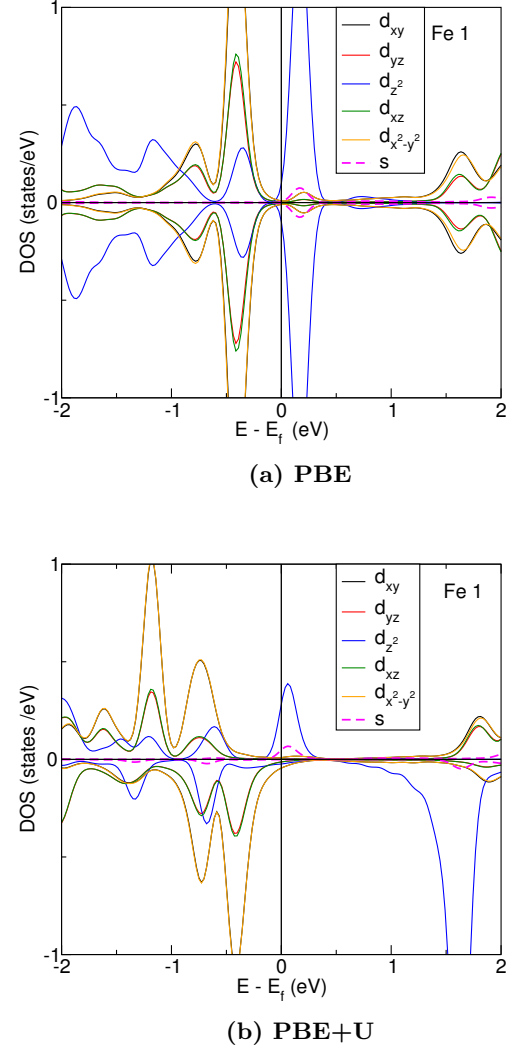 1
d_xy
Fe 1
d_yz
d_z²
d_xz
0.5
d_x²-y²
s
DOS (states/eV)
0
-1
-2 -1 0 1 2
E - E_f (eV)
(a) PBE
1
d_xy
Fe 1
d_yz
d_z²
d_xz
d_x²-y²
s
DOS (states /eV)
0
-1
-2 -1 0 1 2
E - E_f (eV)
(b) PBE+U